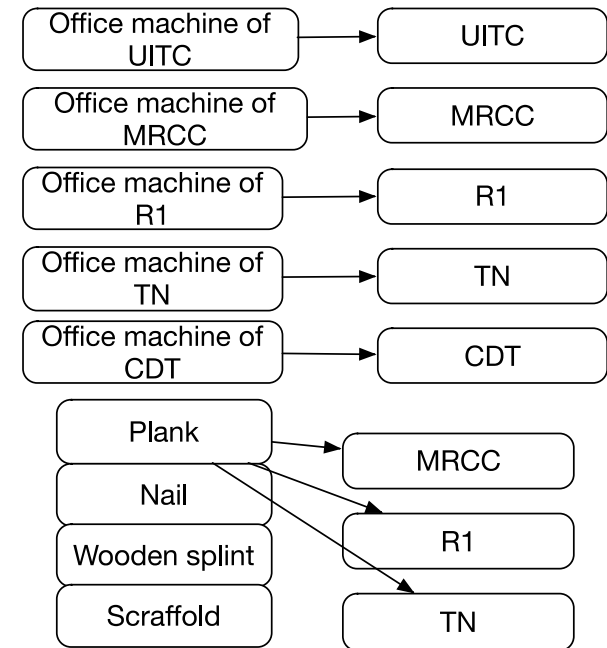 Office machine of
UITC
UITC
Office machine of
MRCC
MRCC
Office machine of
R1
R1
Office machine of
TN
TN
Office machine of
CDT
CDT
Plank
MRCC
Nail
R1
Wooden splint
Scraffold
TN